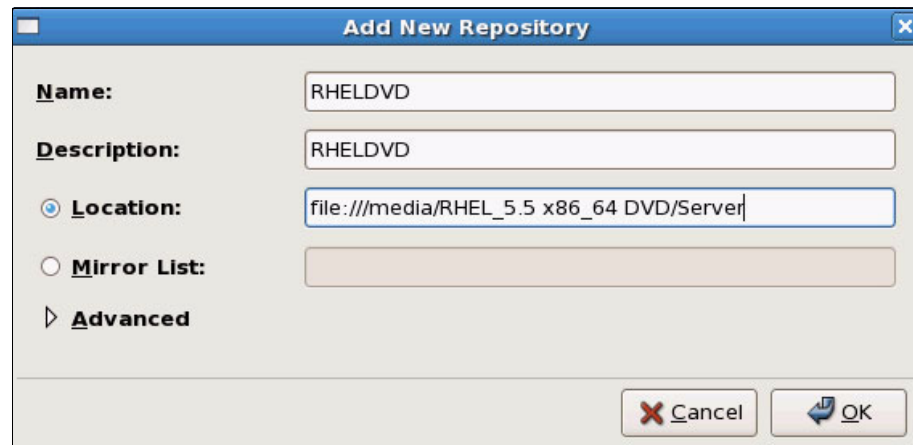 Add New Repository
Name: RHELDVD
Description: RHELDVD
Location: file:///media/RHEL_5.5 x86_64 DVD/Server
Mirror List:
Advanced
Cancel OK